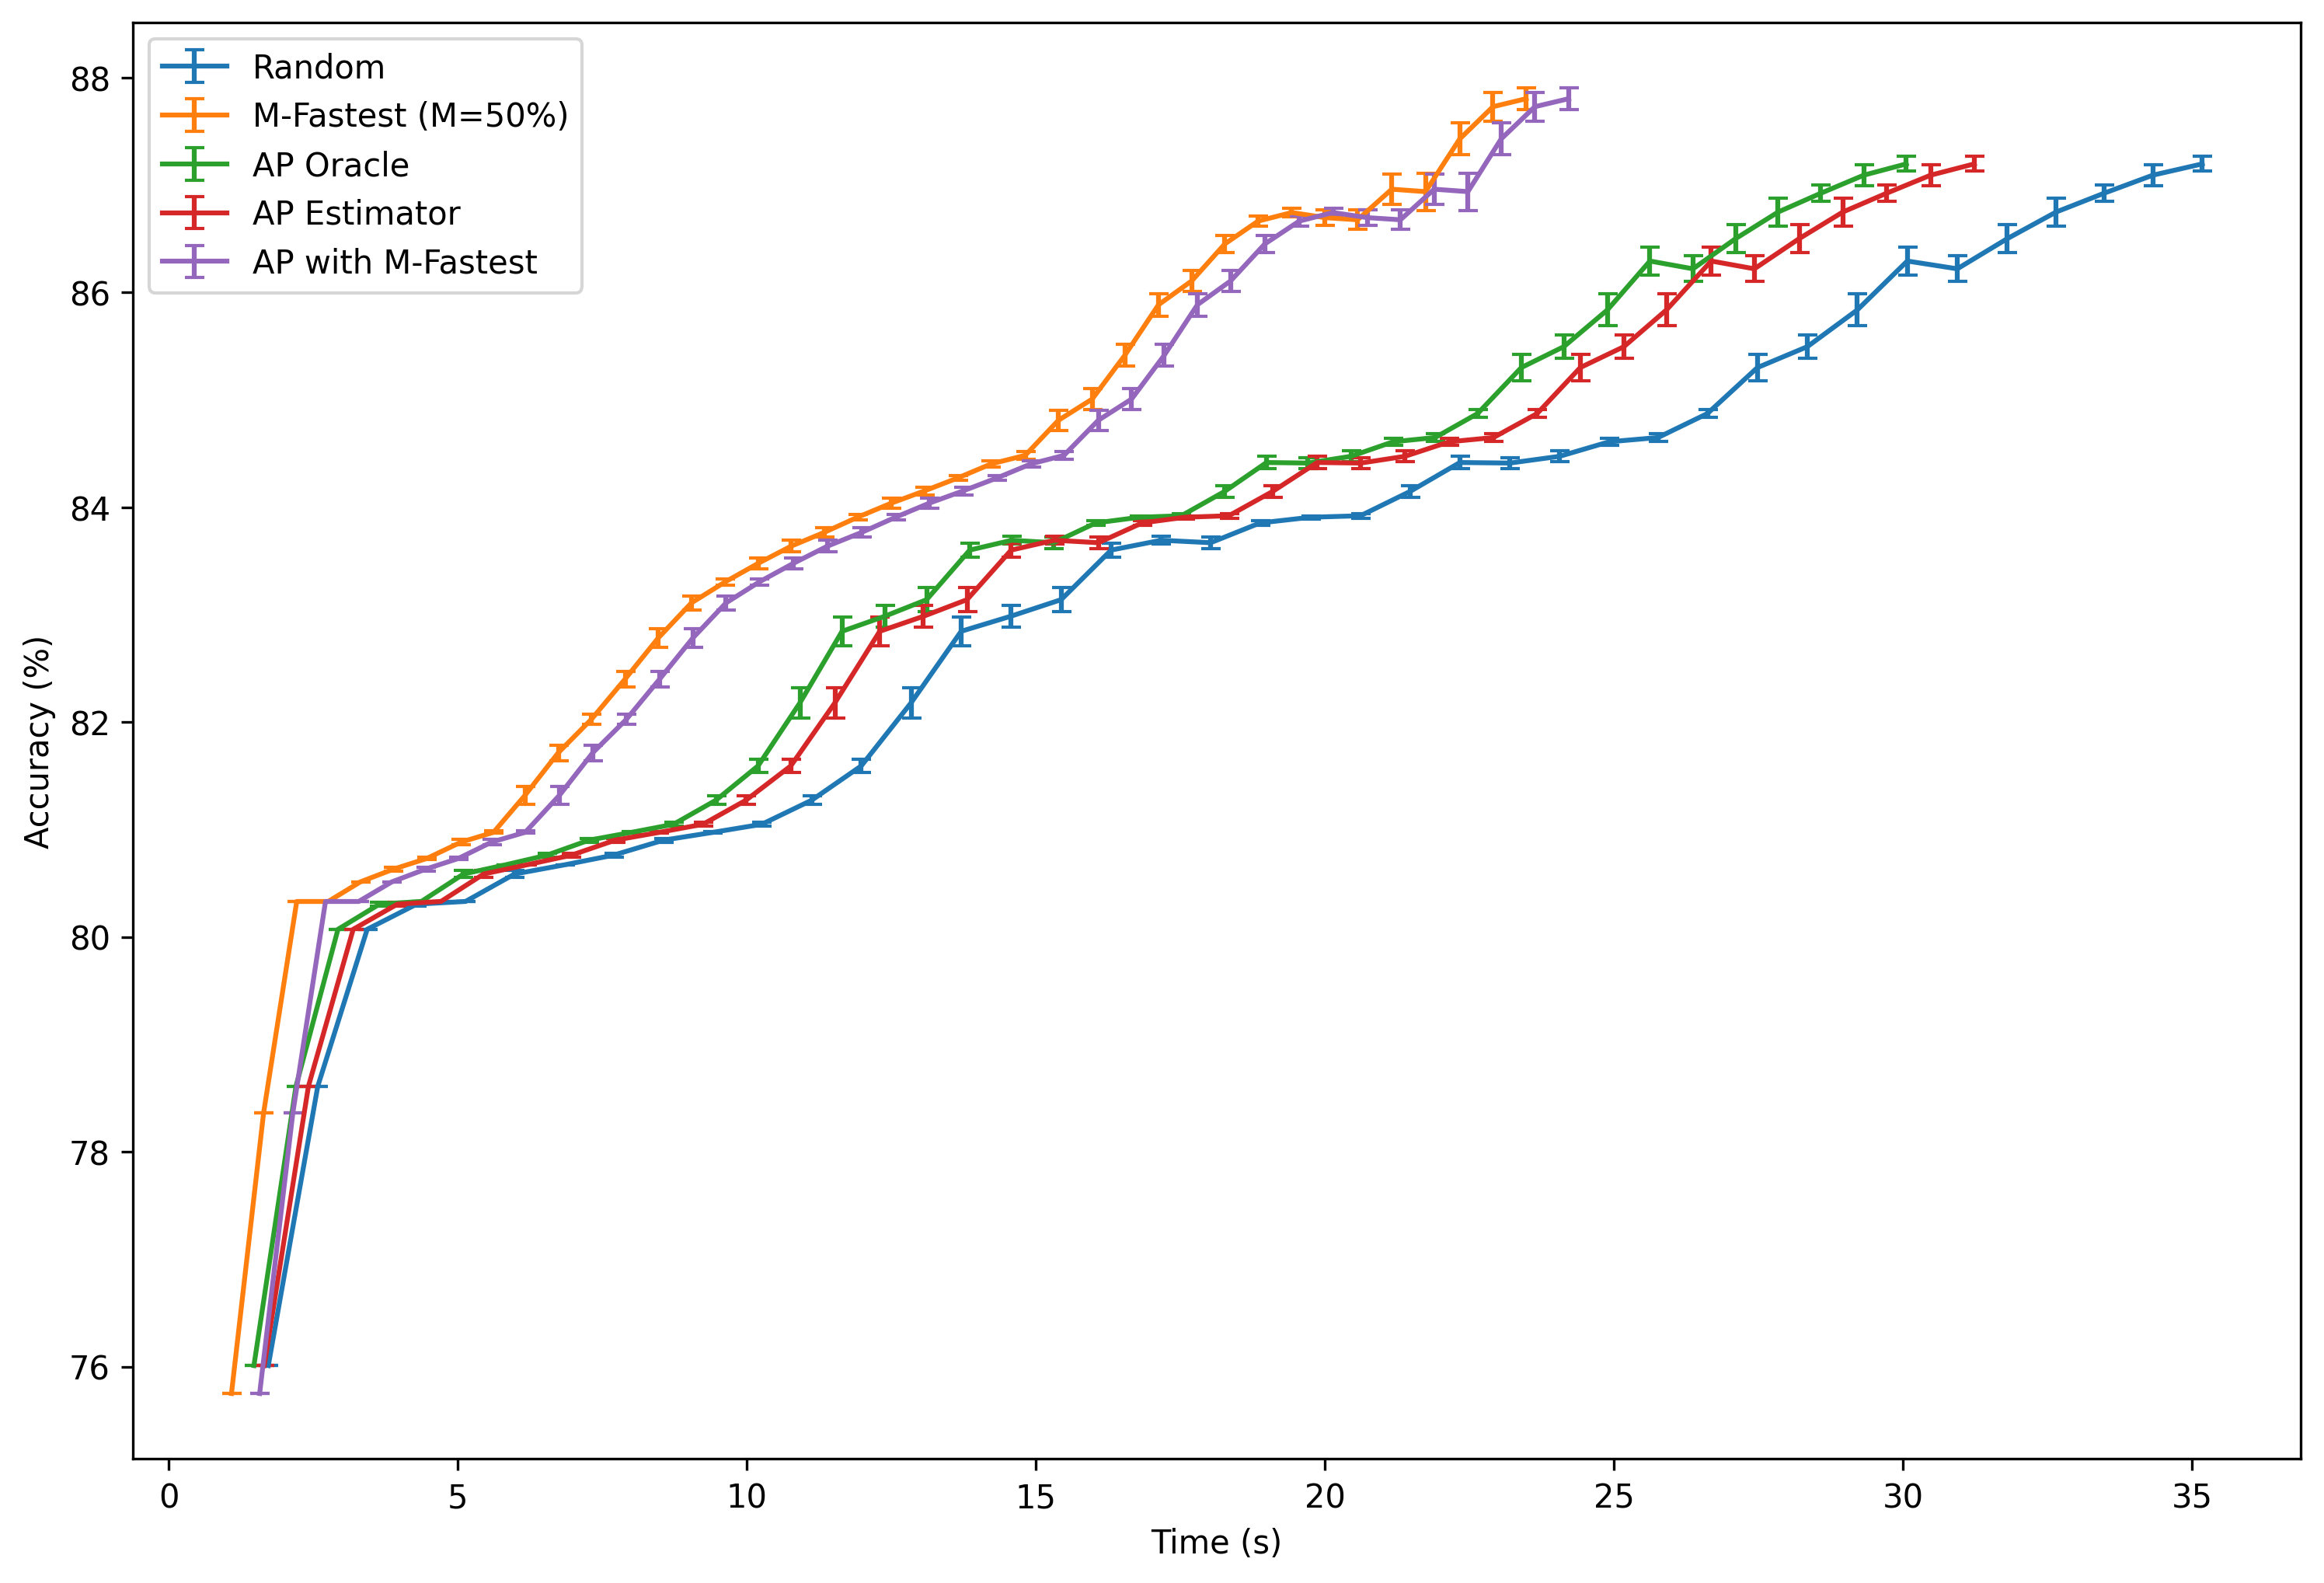 Random
M-Fastest (M=50%)
AP Oracle
AP Estimator
AP with M-Fastest
Accuracy (%)
88
86
84
82
80
78
76
0 5 10 15 20 25 30 35
Time (s)